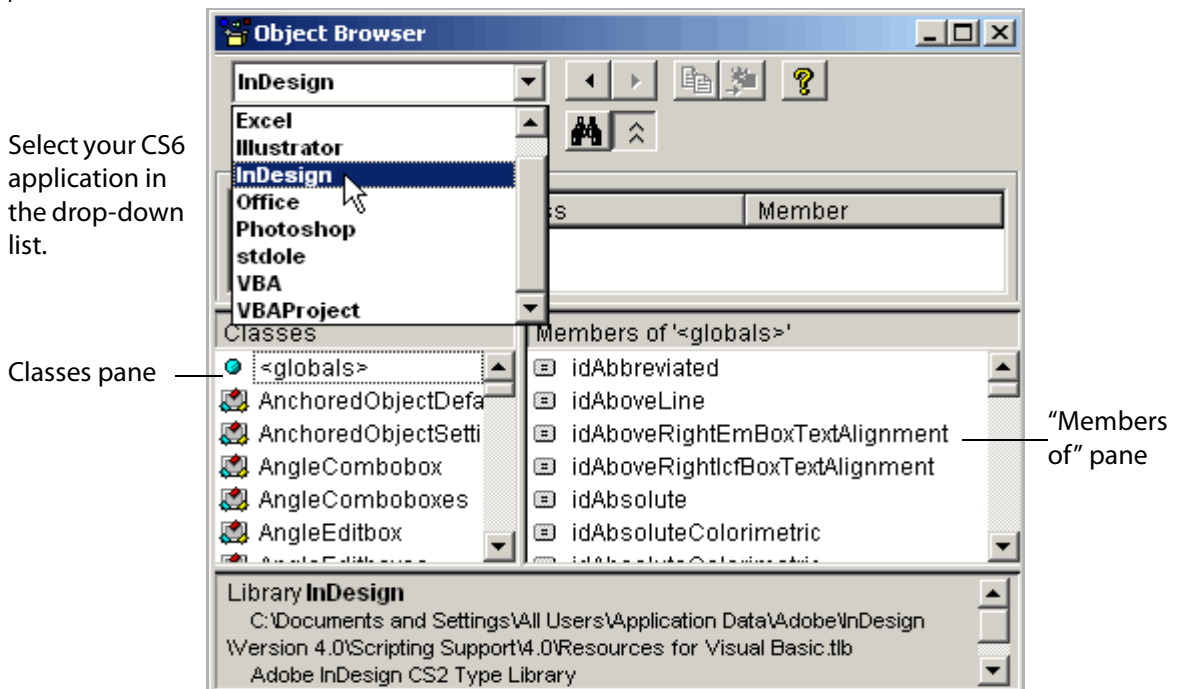 Object Browser
InDesign
Excel
Illustrator
InDesign
Office
Photoshop
stdole
VBA
VBAProject
Select your CS6
application in
the drop-down
list.
Member
Classes
Members of '<globals>'
Classes pane
<globals>
AnchoredObjectDefa
AnchoredObjectSetti
AngleCombobox
AngleComboboxes
AngleEditbox
idAbbreviated
idAboveLine
idAboveRightEmBoxTextAlignment
idAboveRightIcfBoxTextAlignment
idAbsolute
idAbsoluteColorimetric
"Members
of" pane
Library InDesign
C:\Documents and Settings\All Users\Application Data\Adobe\InDesign
\Version 4.0\Scripting Support\4.0\Resources for Visual Basic.tlb
Adobe InDesign CS2 Type Library